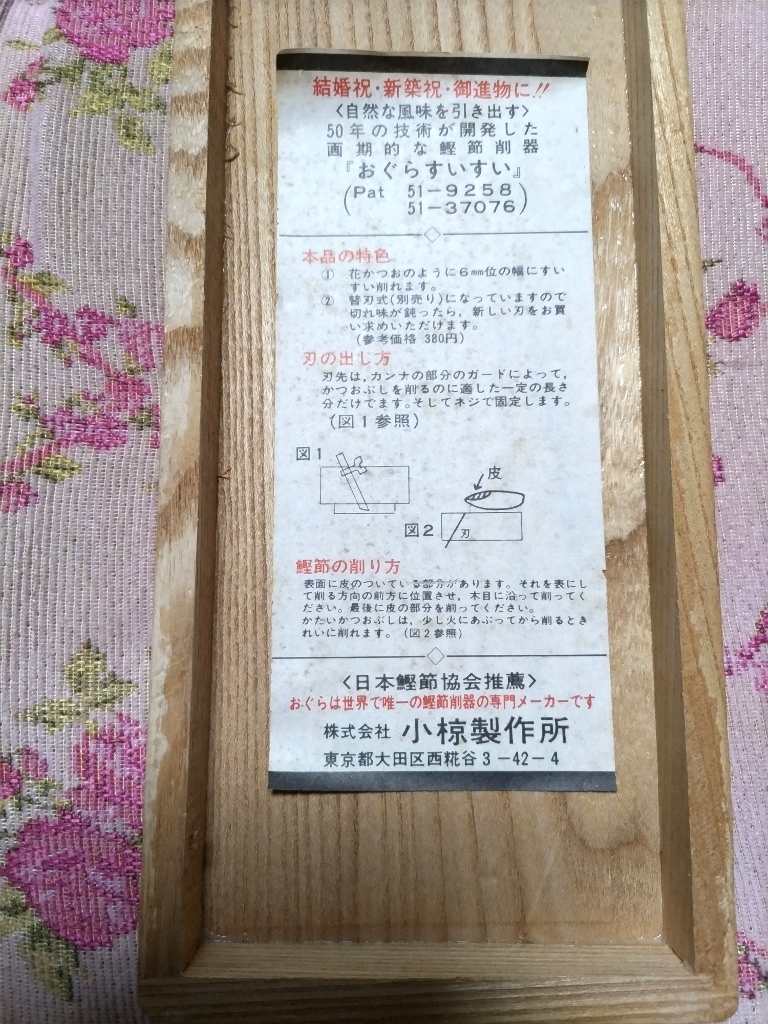 結婚祝・新築祝・御進物に!!
〈自然な風味を引き出す〉
50年の技術が開発した
画期的な鰹節削器
『おぐらすいすい』
(Pat 51-9258
51-37076)
本品の特色
① 花かつおのように6mm位の幅にすい
すい削れます。
② 替刃式(別売り)になっていますので
切れ味が鈍ったら,新しい刃をお買
い求めいただけます。
(参考価格 380円)
刃の出し方
刃先は,カンナの部分のガードによって,
かつおぶしを削るのに適した一定の長さ
分だけでます。そしてネジで固定します。
(図1参照)
図1
皮
図2
刃
鰹節の削り方
表面に皮のついている部分があります。それを表にし
て削る方向の前方に位置させ,木目に沿って削ってく
ださい。最後に皮の部分を削ってください。
かたいかつおぶしは,少し火にあぶってから削るとき
れいに削れます。(図2参照)
〈日本鰹節協会推薦〉
おぐらは世界で唯一の鰹節削器の専門メーカーです
株式会社 小椋製作所
東京都大田区西糀谷3-42-4